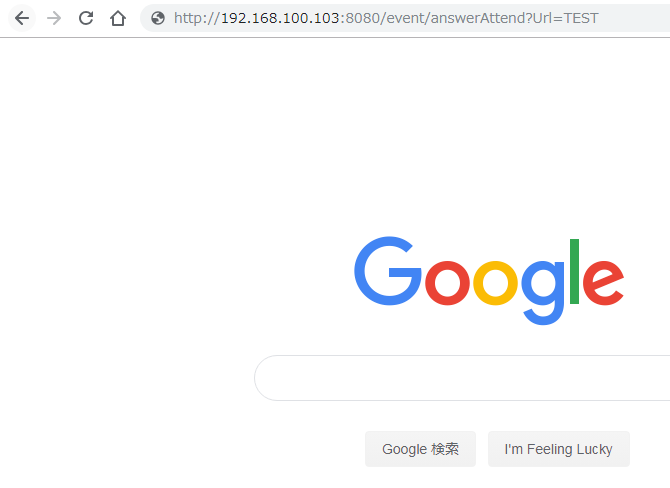 http://192.168.100.103:8080/event/answerAttend?Url=TEST
Google
Google 検索
I'm Feeling Lucky